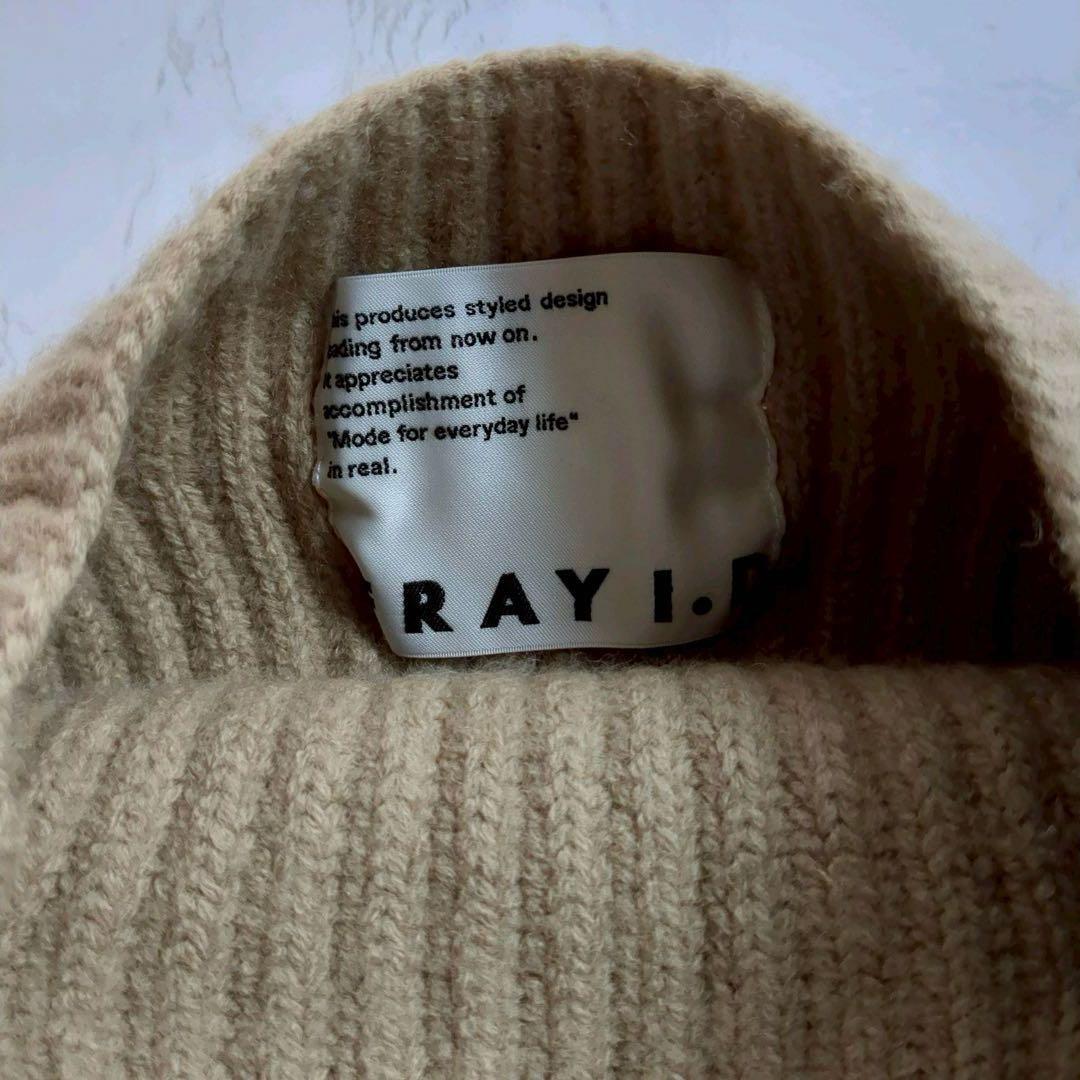 produces styled design
from now on.
appreciates
accomplishment of
"Mode for everyday life"
in real.
RAY I.